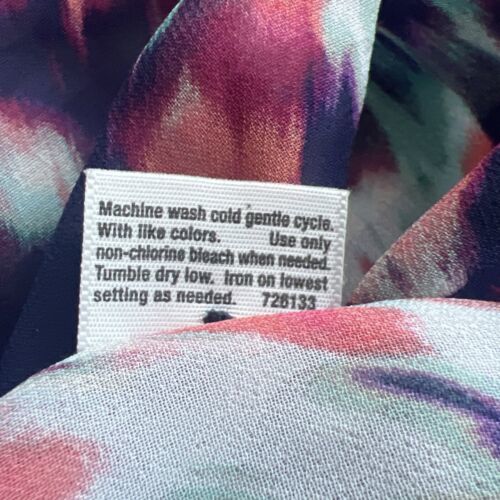 Machine wash cold gentle cycle.
With like colors. Use only
non-chlorine bleach when needed.
Tumble dry low. Iron on lowest
setting as needed. 726133